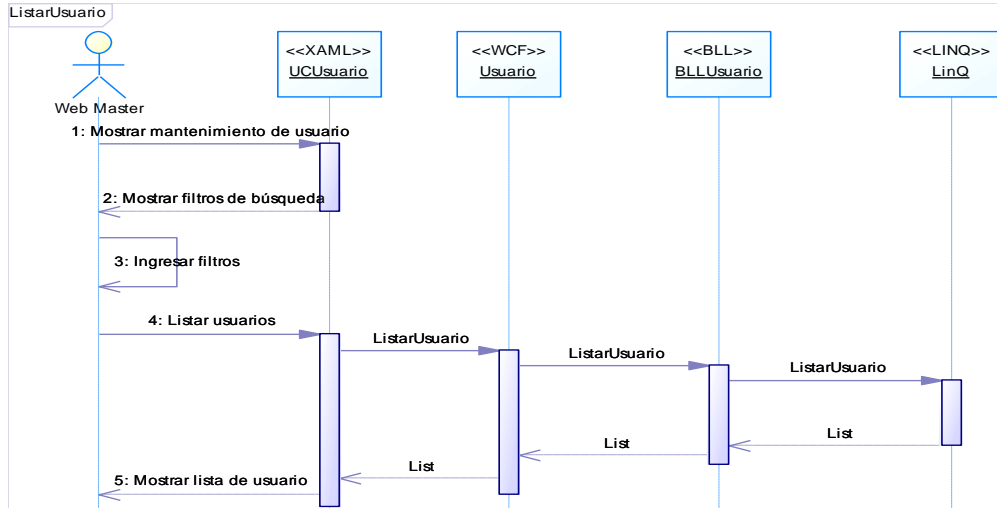 ListarUsuario
<<XAML>>
UCUsuario
<<WCF>>
Usuario
<<BLL>>
BLLUsuario
<<LINQ>>
LinQ
Web Master
1: Mostrar mantenimiento de usuario
2: Mostrar filtros de búsqueda
3: Ingresar filtros
4: Listar usuarios
ListarUsuario
ListarUsuario
ListarUsuario
List
List
List
5: Mostrar lista de usuario